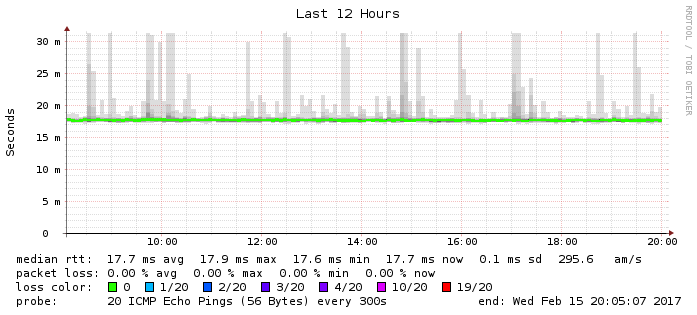 Last 12 Hours
RRDTOOL / TOBI OETIKER
Seconds
30 m
25 m
20 m
15 m
10 m
5 m
0
10:00 12:00 14:00 16:00 18:00 20:00
median rtt: 17.7 ms avg 17.9 ms max 17.6 ms min 17.7 ms now 0.1 ms sd 295.6 am/s
packet loss: 0.00 % avg 0.00 % max 0.00 % min 0.00 % now
loss color: 0 1/20 2/20 3/20 4/20 10/20 19/20
probe: 20 ICMP Echo Pings (56 Bytes) every 300s end: Wed Feb 15 20:05:07 2017